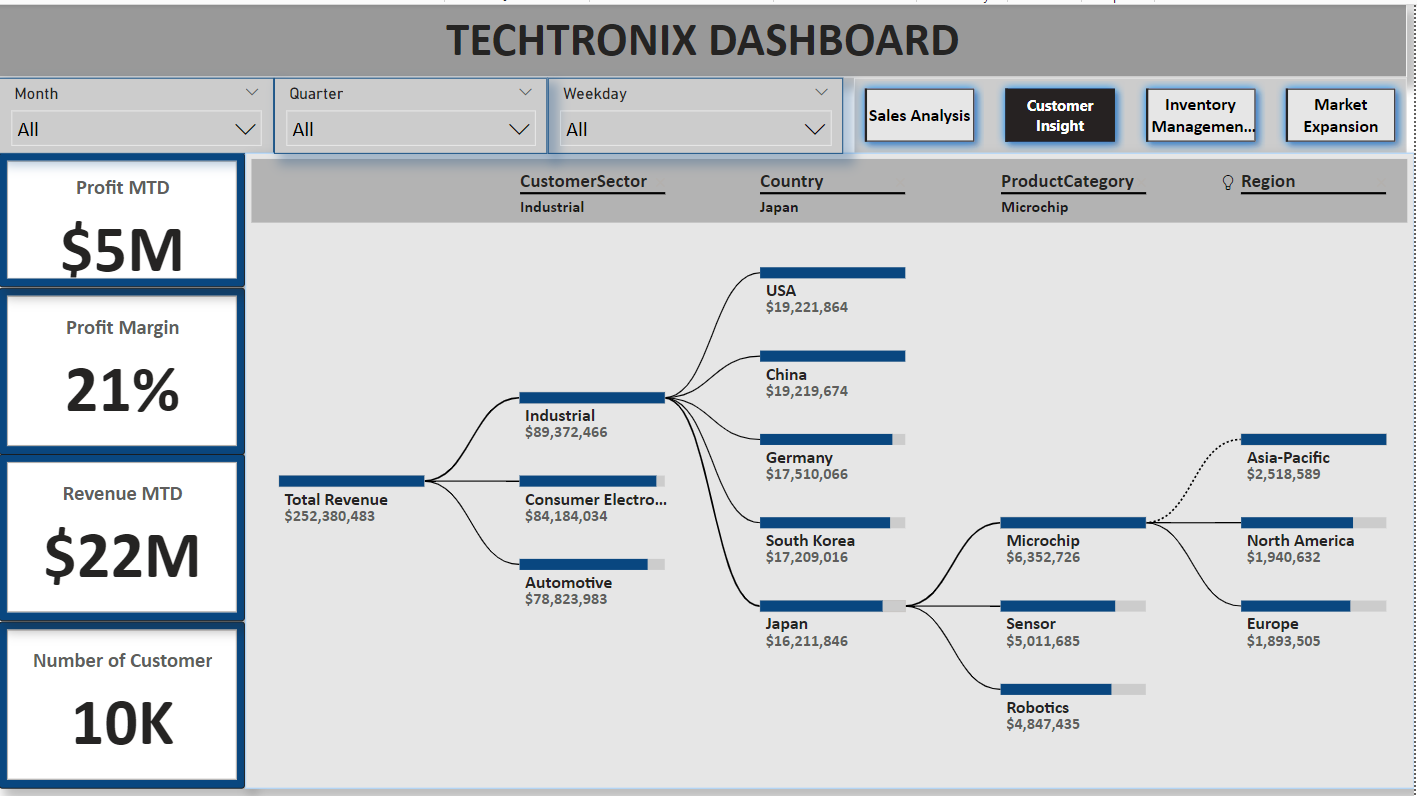 TECHTRONIX DASHBOARD
Month
All
Quarter
All
Weekday
All
Sales Analysis
Customer
Insight
Inventory
Managemen...
Market
Expansion
Profit MTD
$5M
Profit Margin
21%
Revenue MTD
$22M
Number of Customer
10K
CustomerSector
Industrial
Country
Japan
ProductCategory
Microchip
Region
Total Revenue
$252,380,483
Industrial
$89,372,466
Consumer Electro...
$84,184,034
Automotive
$78,823,983
USA
$19,221,864
China
$19,219,674
Germany
$17,510,066
South Korea
$17,209,016
Japan
$16,211,846
Microchip
$6,352,726
Sensor
$5,011,685
Robotics
$4,847,435
Asia-Pacific
$2,518,589
North America
$1,940,632
Europe
$1,893,505